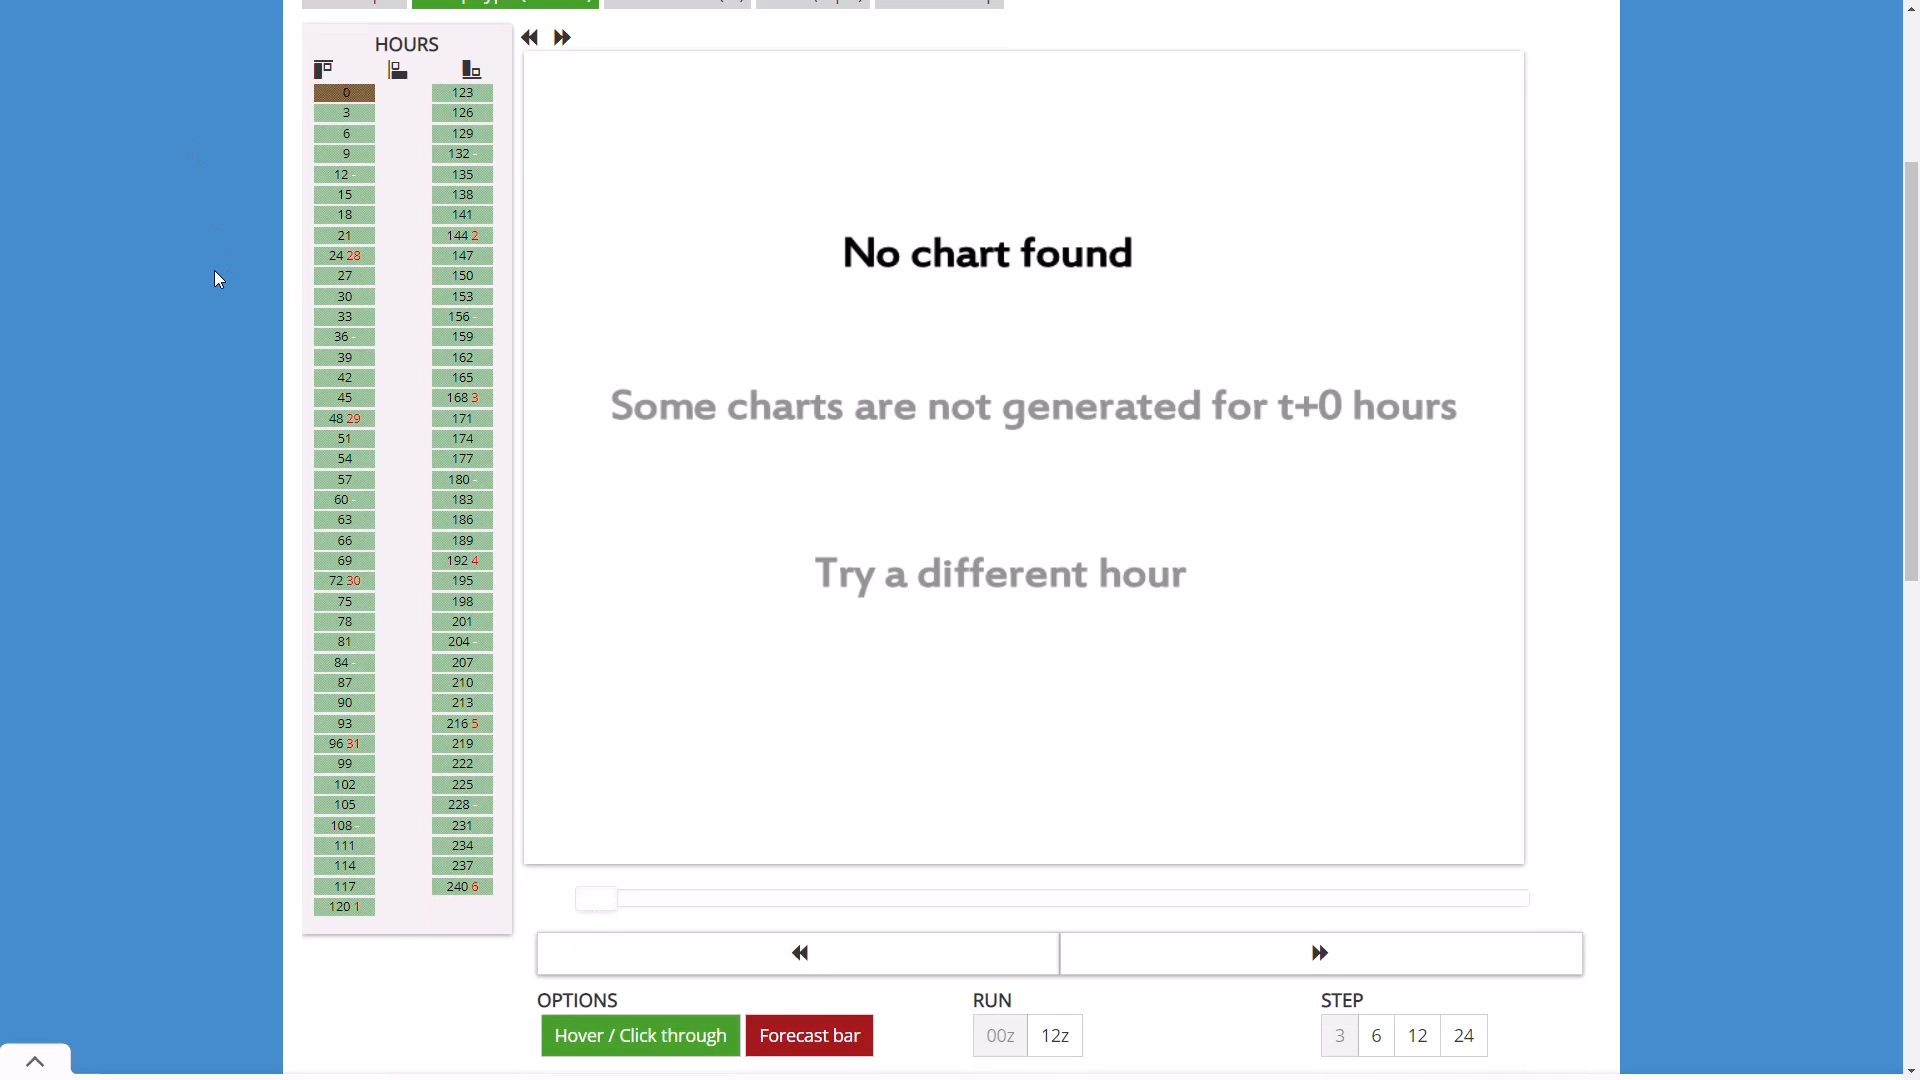 HOURS
0 123
3 126
6 129
9 132 -
12 - 135
15 138
18 141
21 144 2
24 28 147
27 150
30 153
33 156 -
36 - 159
39 162
42 165
45 168 3
48 29 171
51 174
54 177
57 180 -
60 - 183
63 186
66 189
69 192 4
72 30 195
75 198
78 201
81 204 -
84 - 207
87 210
90 213
93 216 5
96 31 219
99 222
102 225
105 228 -
108 - 231
111 234
114 237
117 240 6
120 1
No chart found
Some charts are not generated for t+0 hours
Try a different hour
OPTIONS
Hover / Click through Forecast bar
RUN
00z 12z
STEP
3 6 12 24